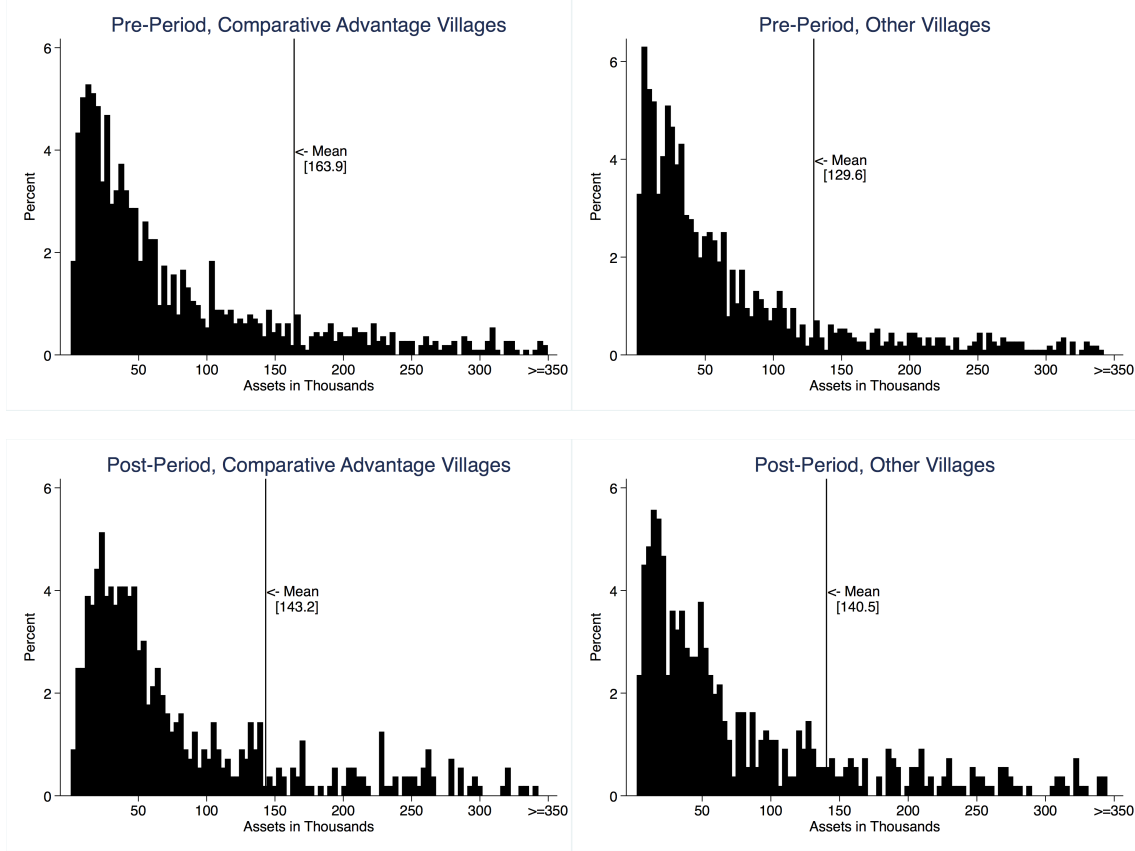 Pre-Period, Comparative Advantage Villages
6
4
2
0
Percent
<- Mean
[163.9]
50 100 150 200 250 300 >=350
Assets in Thousands
Pre-Period, Other Villages
6
4
2
0
Percent
<- Mean
[129.6]
50 100 150 200 250 300 >=350
Assets in Thousands
Post-Period, Comparative Advantage Villages
6
4
2
0
Percent
<- Mean
[143.2]
50 100 150 200 250 300 >=350
Assets in Thousands
Post-Period, Other Villages
6
4
2
0
Percent
<- Mean
[140.5]
50 100 150 200 250 300 >=350
Assets in Thousands